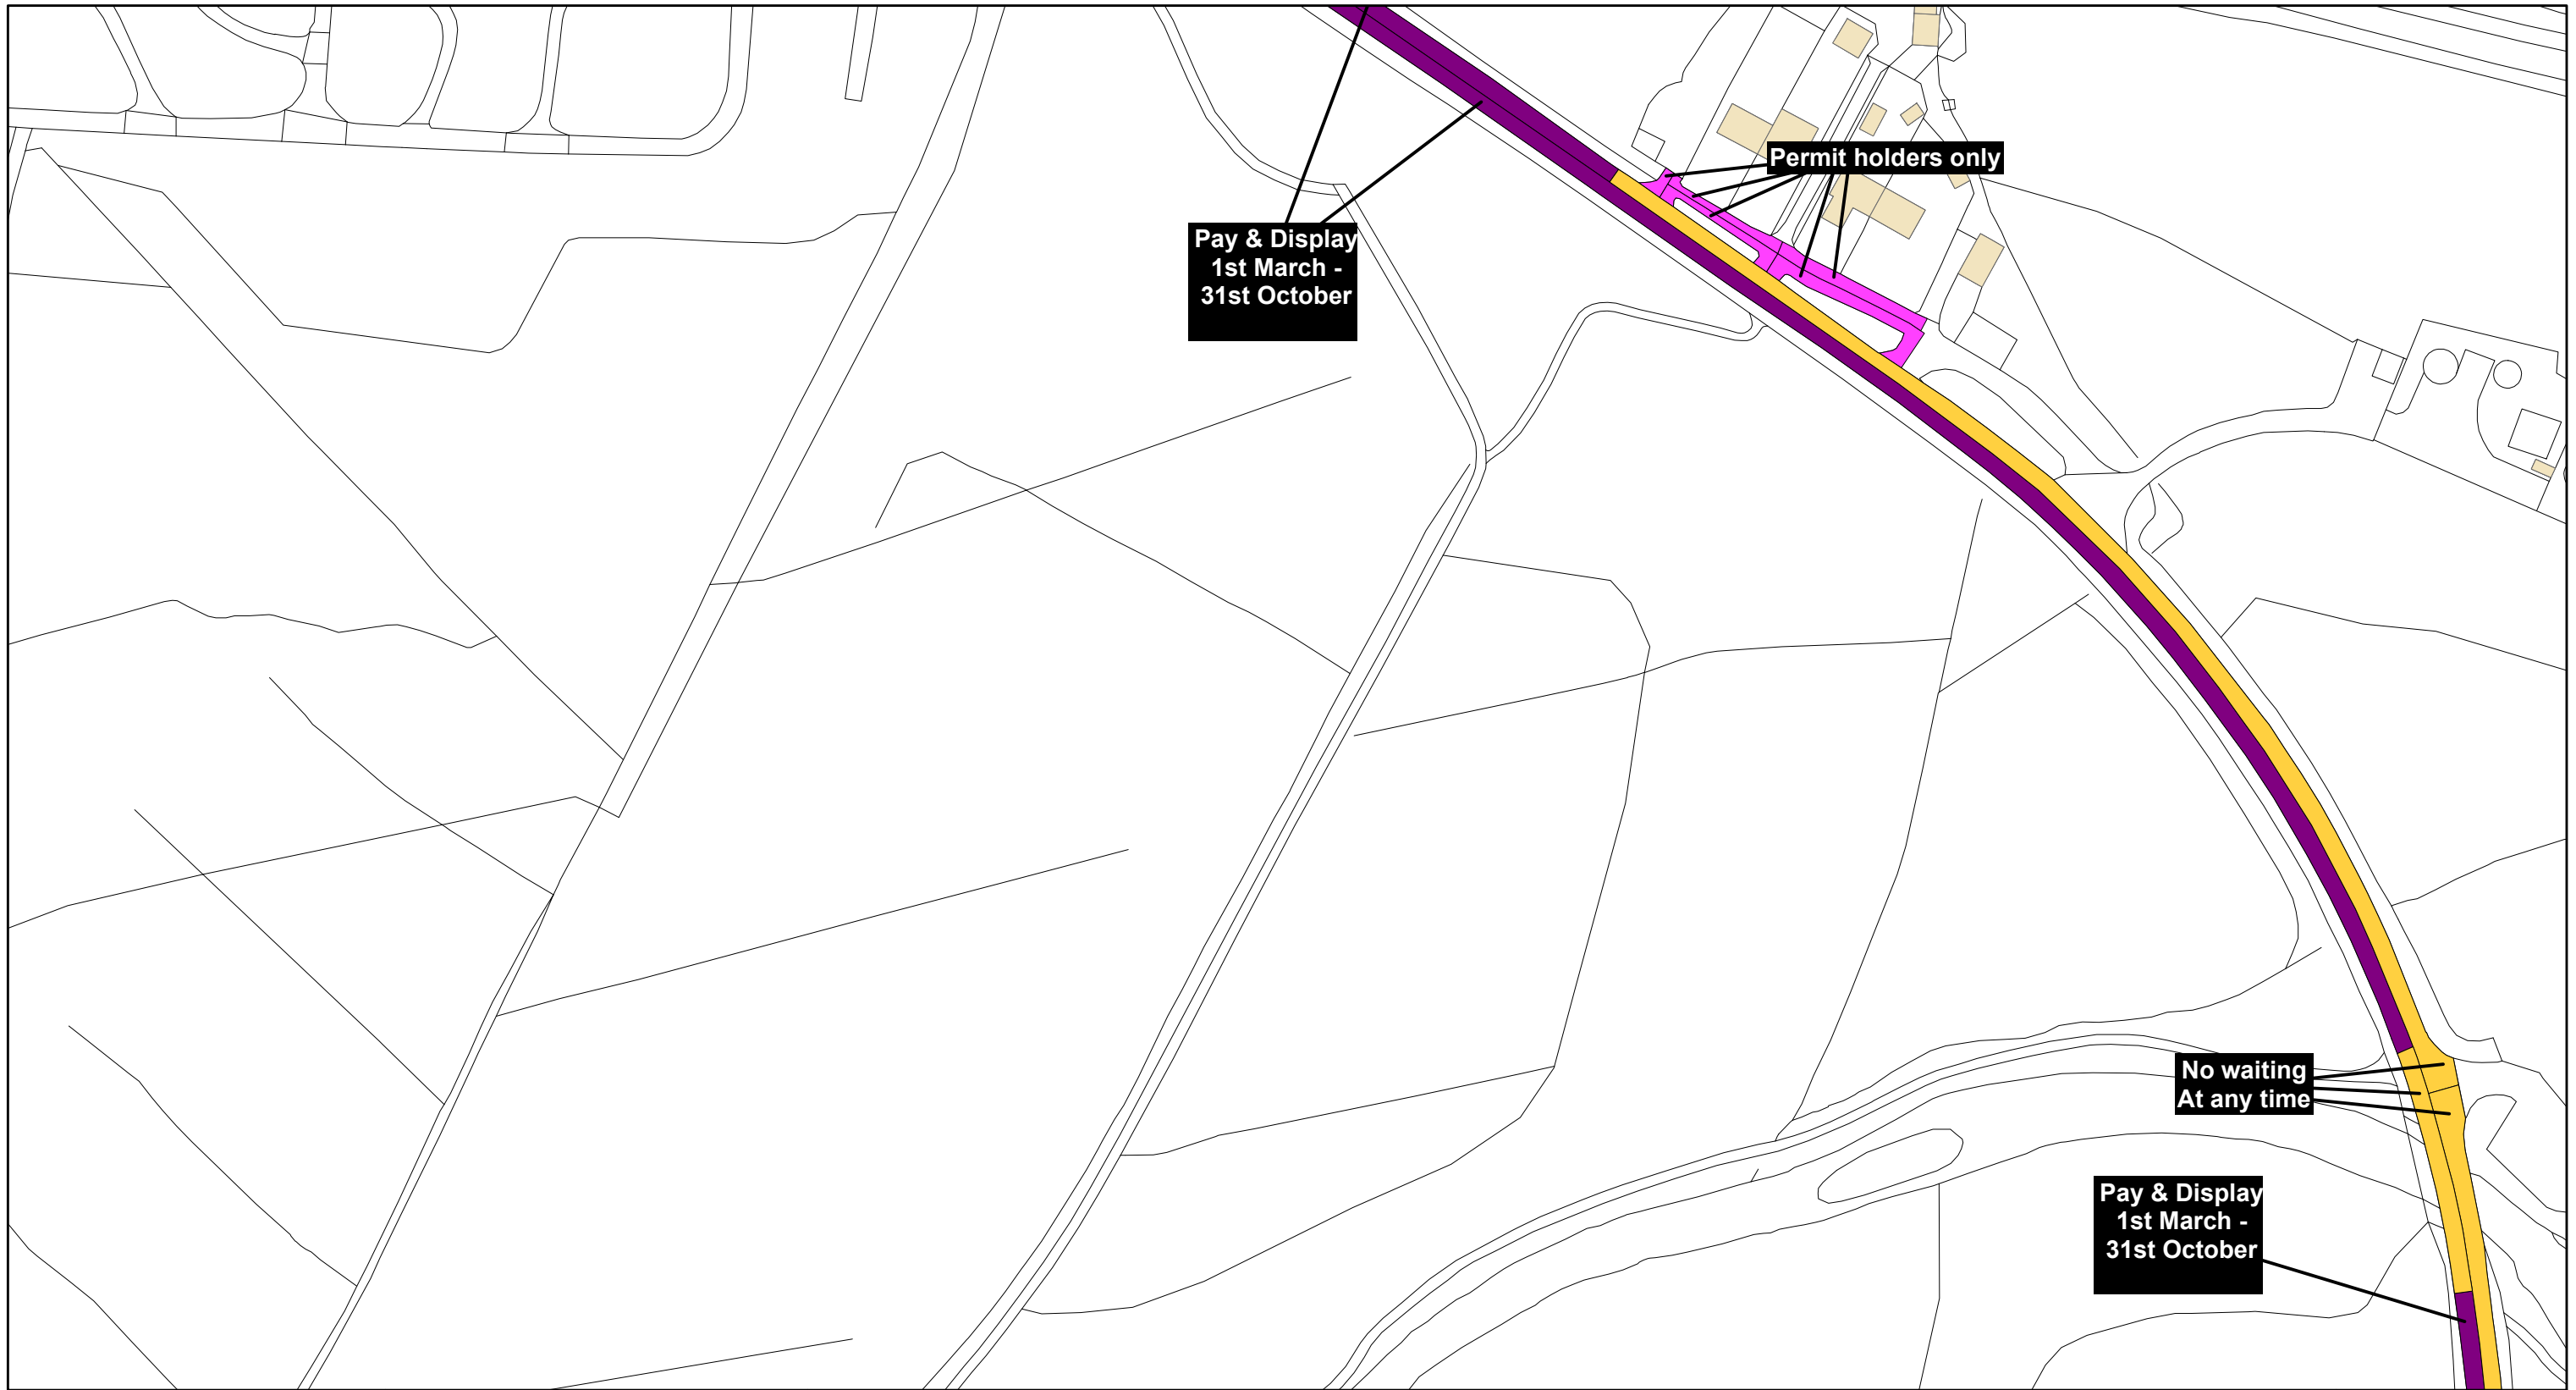 Permit holders only
Pay & Display
1st March -
31st October
No waiting
At any time
Pay & Display
1st March -
31st October